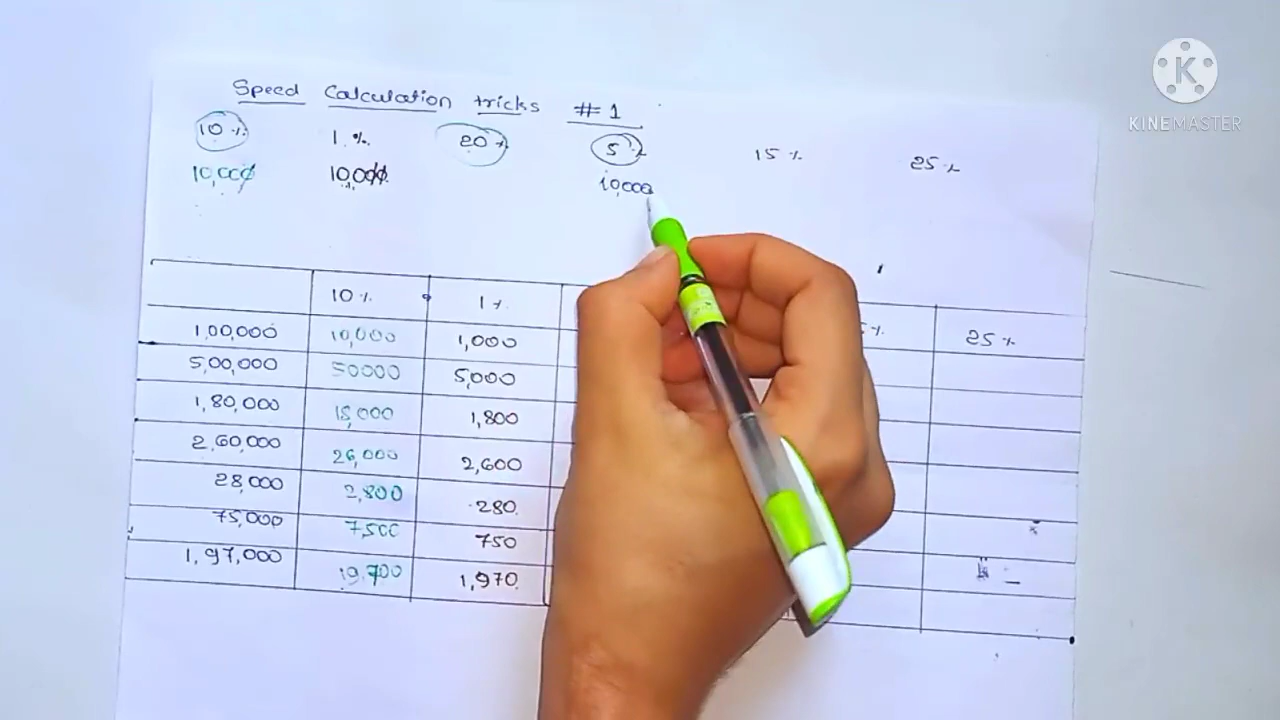 Speed Calculation tricks #1
10% 1% 20% 5% 15% 25%
10,000 10,000 10,000
10% 1% 25%
1,00,000 10,000 1,000
5,00,000 50000 5,000
1,80,000 18,000 1,800
2,60,000 26,000 2,600
28,000 2,800 280
75,000 7,500 750
1,97,000 19,700 1,970
K
KINEMASTER